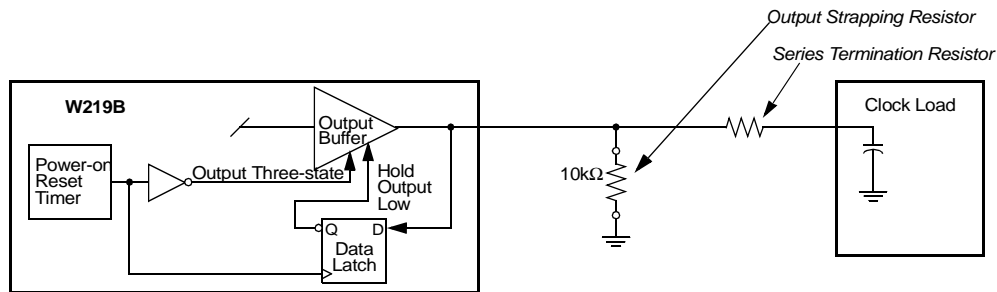 Output Strapping Resistor
Series Termination Resistor
W219B
Clock Load
Output
Buffer
Power-on
Reset
Timer
Output Three-state
Hold
Output
Low
10kΩ
Q
D
Data
Latch